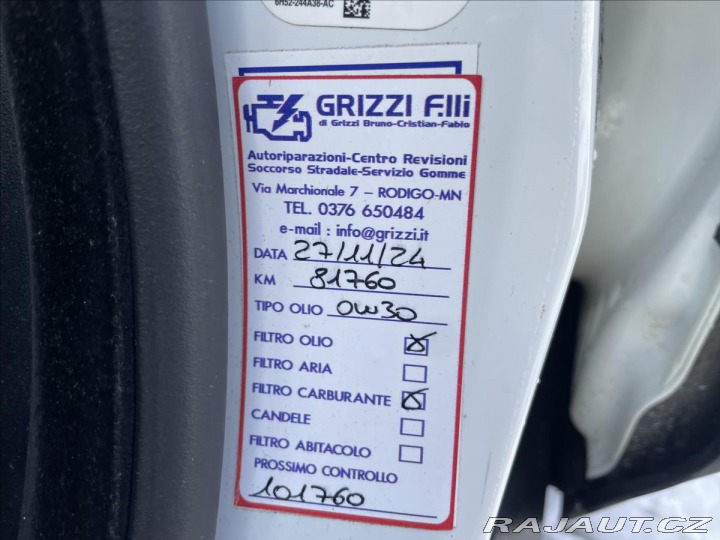 6H52-244A38-AC
GRIZZI F.lli
di Grizzi Bruno-Cristian-Fabio
Autoriparazioni-Centro Revisioni
Soccorso Stradale-Servizio Gomme
Via Marchionale 7 – RODIGO-MN
TEL. 0376 650484
e-mail : info@grizzi.it
DATA 27/11/24
KM 81760
TIPO OLIO 0W30
FILTRO OLIO
FILTRO ARIA
FILTRO CARBURANTE
CANDELE
FILTRO ABITACOLO
PROSSIMO CONTROLLO
101760
RAJAUT.CZ